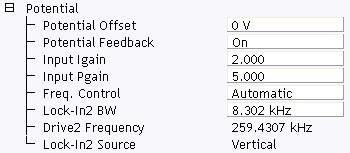 Potential
Potential Offset 0 V
Potential Feedback On
Input Igain 2.000
Input Pgain 5.000
Freq. Control Automatic
Lock-In2 BW 8.302 kHz
Drive2 Frequency 259.4307 kHz
Lock-In2 Source Vertical